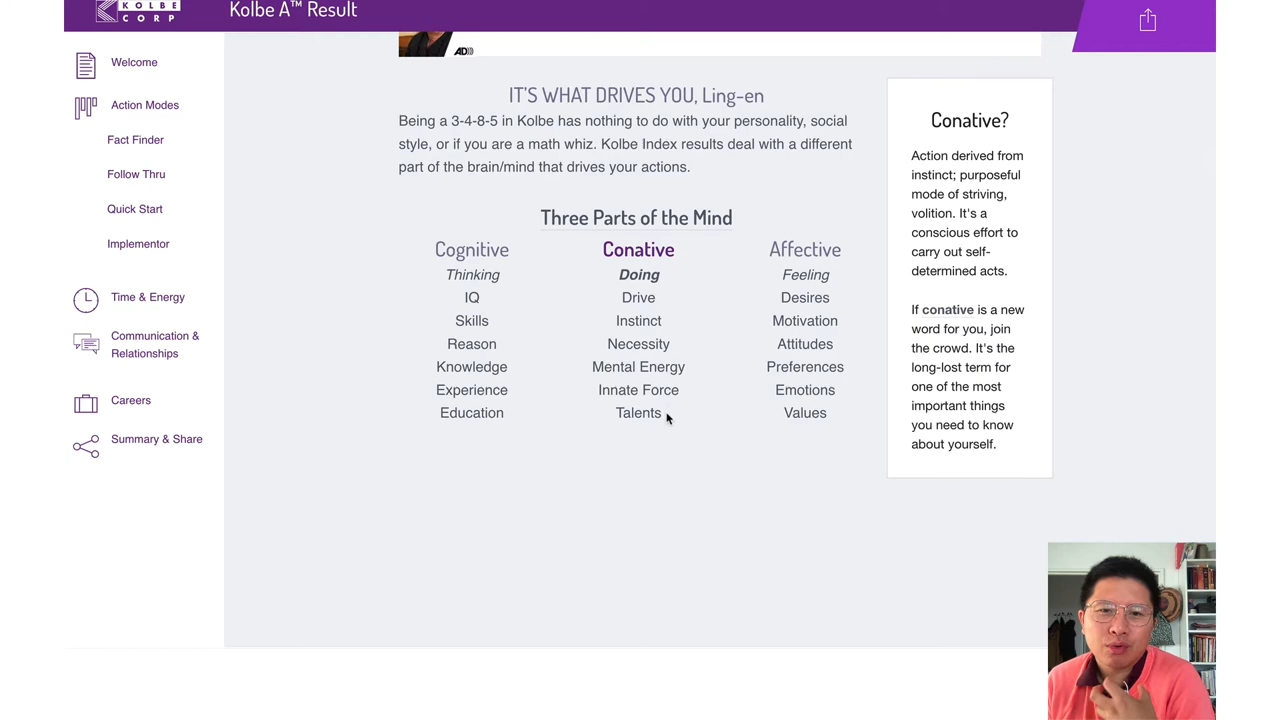 KOLBE
CORP
Kolbe A™ Result
Welcome
Action Modes
Fact Finder
Follow Thru
Quick Start
Implementor
Time & Energy
Communication &
Relationships
Careers
Summary & Share
AD
IT'S WHAT DRIVES YOU, Ling-en
Being a 3-4-8-5 in Kolbe has nothing to do with your personality, social
style, or if you are a math whiz. Kolbe Index results deal with a different
part of the brain/mind that drives your actions.
Three Parts of the Mind
Cognitive Conative Affective
Thinking Doing Feeling
IQ Drive Desires
Skills Instinct Motivation
Reason Necessity Attitudes
Knowledge Mental Energy Preferences
Experience Innate Force Emotions
Education Talents Values
Conative?
Action derived from
instinct; purposeful
mode of striving,
volition. It's a
conscious effort to
carry out self-
determined acts.
If conative is a new
word for you, join
the crowd. It's the
long-lost term for
one of the most
important things
you need to know
about yourself.